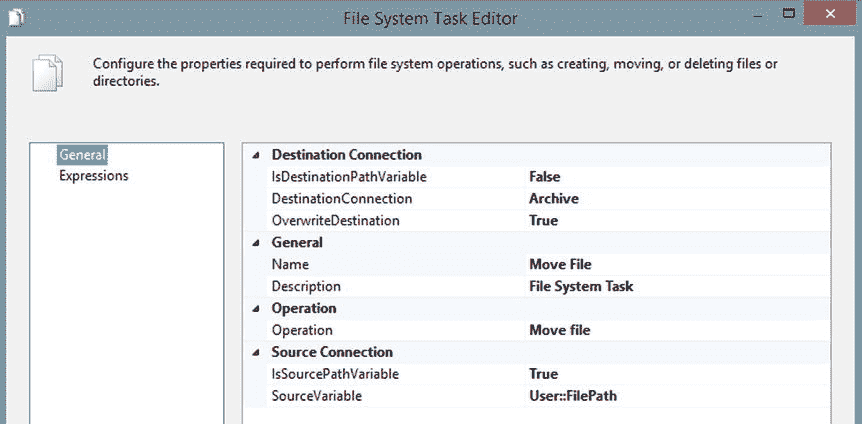 File System Task Editor
Configure the properties required to perform file system operations, such as creating, moving, or deleting files or
directories.
General
Expressions
Destination Connection
IsDestinationPathVariable False
DestinationConnection Archive
OverwriteDestination True
General
Name Move File
Description File System Task
Operation
Operation Move file
Source Connection
IsSourcePathVariable True
SourceVariable User::FilePath